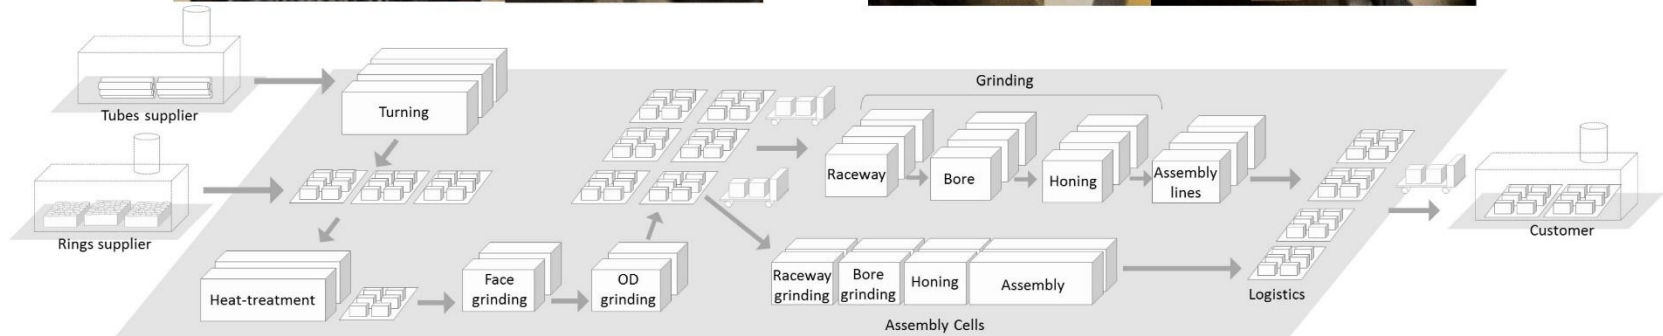 Grinding
Tubes supplier
Turning
Raceway
Bore
Honing
Assembly
lines
Rings supplier
Customer
Heat-treatment
Face
grinding
OD
grinding
Raceway
grinding
Bore
grinding
Honing
Assembly
Logistics
Assembly Cells